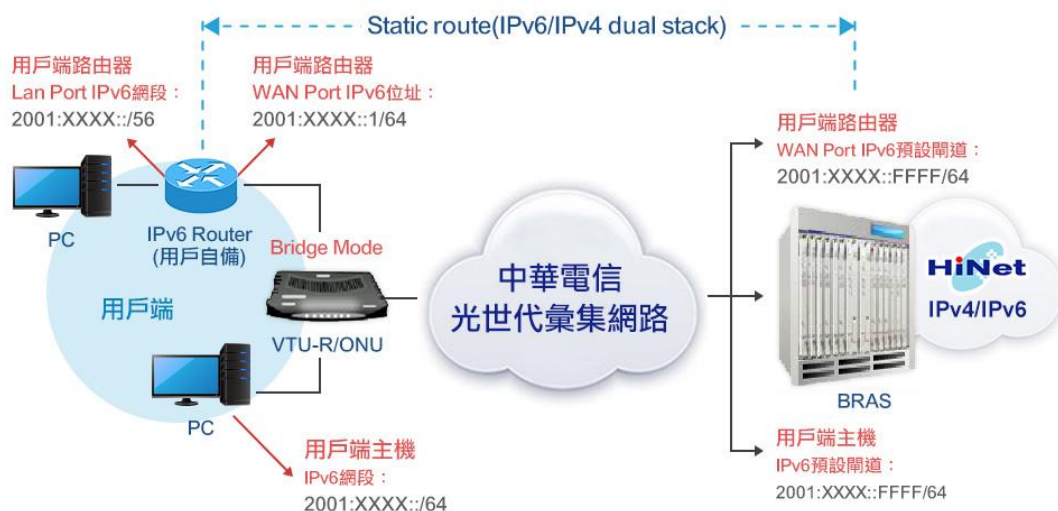 Static route(IPv6/IPv4 dual stack)
用戶端路由器
Lan Port IPv6網段：
2001:XXXX::/56
用戶端路由器
WAN Port IPv6位址：
2001:XXXX::1/64
用戶端路由器
WAN Port IPv6預設閘道：
2001:XXXX::FFFF/64
PC
IPv6 Router
(用戶自備)
Bridge Mode
用戶端
VTU-R/ONU
中華電信
光世代彙集網路
HiNet
IPv4/IPv6
BRAS
PC
用戶端主機
IPv6網段：
2001:XXXX::/64
用戶端主機
IPv6預設閘道：
2001:XXXX::FFFF/64